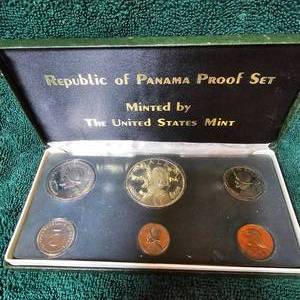 Republic of Panama Proof Set
Minted by
The United States Mint